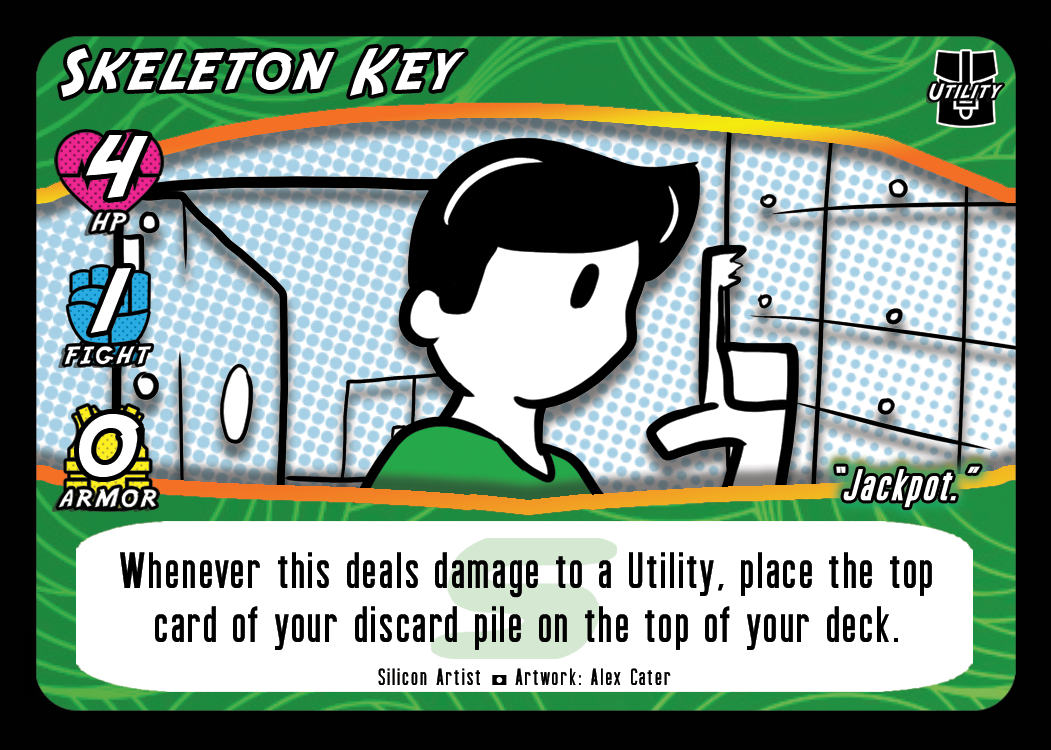 Skeleton Key
Utility
4
HP
1
Fight
0
Armor
"Jackpot."
Whenever this deals damage to a Utility, place the top
card of your discard pile on the top of your deck.
Silicon Artist ◘ Artwork: Alex Cater
S